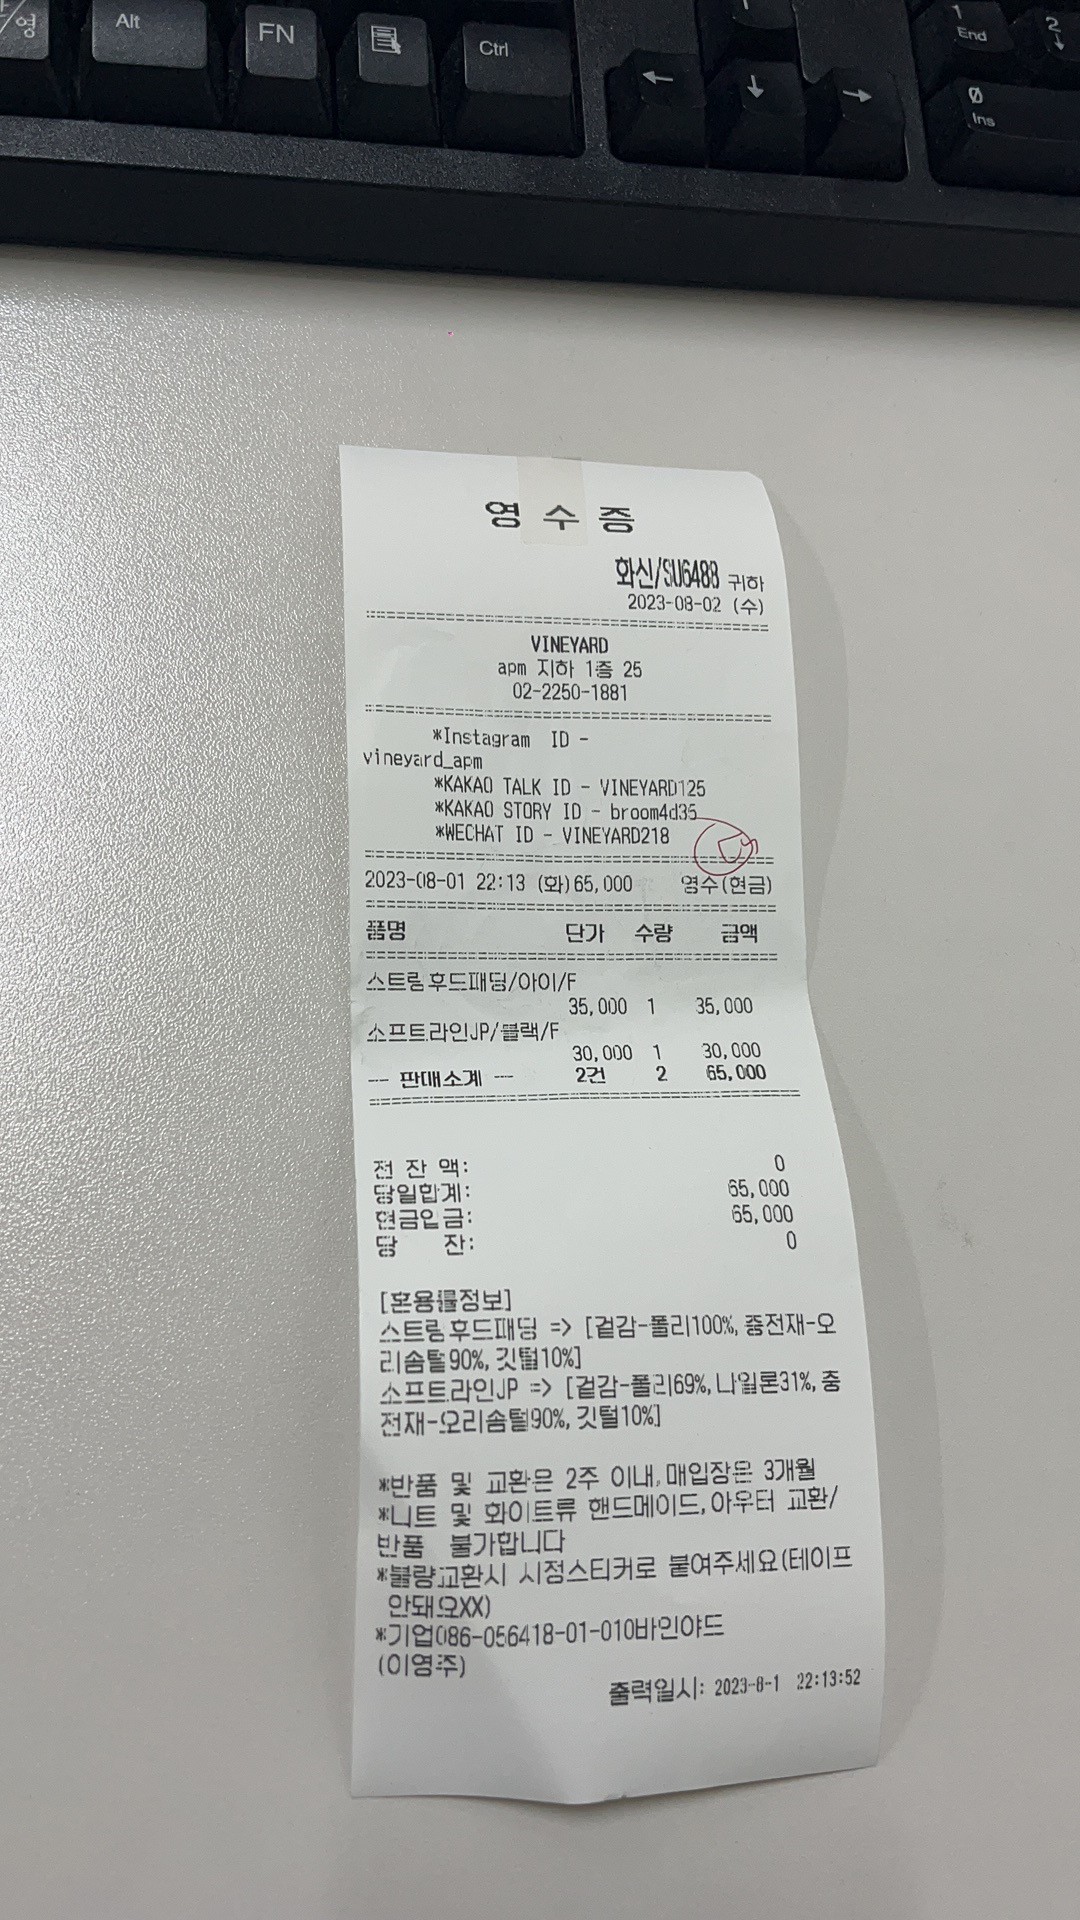 영
Alt
FN
Ctrl
←
↓
→
1
End
2
↓
0
Ins
영 수 증
화신/SU6488 귀하
2023-08-02 (수)
VINEYARD
apm 지하 1층 25
02-2250-1881
*Instagram ID -
vineyard_apm
*KAKAO TALK ID - VINEYARD125
*KAKAO STORY ID - broom4d35
*WECHAT ID - VINEYARD218
2023-08-01 22:13 (화) 65,000 영수(현금)
품명 단가 수량 금액
스트링후드패딩/아이/F
35,000 1 35,000
소프트라인JP/블랙/F
30,000 1 30,000
-- 판매소계 -- 2건 2 65,000
전 잔 액: 0
당일합계: 65,000
현금입금: 65,000
당 잔: 0
[혼용률정보]
스트링후드패딩 => [겉감-폴리100%, 충전재-오
리솜털90%, 깃털10%]
소프트라인JP => [겉감-폴리69%, 나일론31%, 충
전재-오리솜털90%, 깃털10%]
*반품 및 교환은 2주 이내, 매입장은 3개월
*니트 및 화이트류 핸드메이드, 아우터 교환/
반품 불가합니다
*불량교환시 시정스티커로 붙여주세요(테이프
안돼요XX)
*기업086-056418-01-010바인야드
(이영주)
출력일시: 2023-8-1 22:13:52